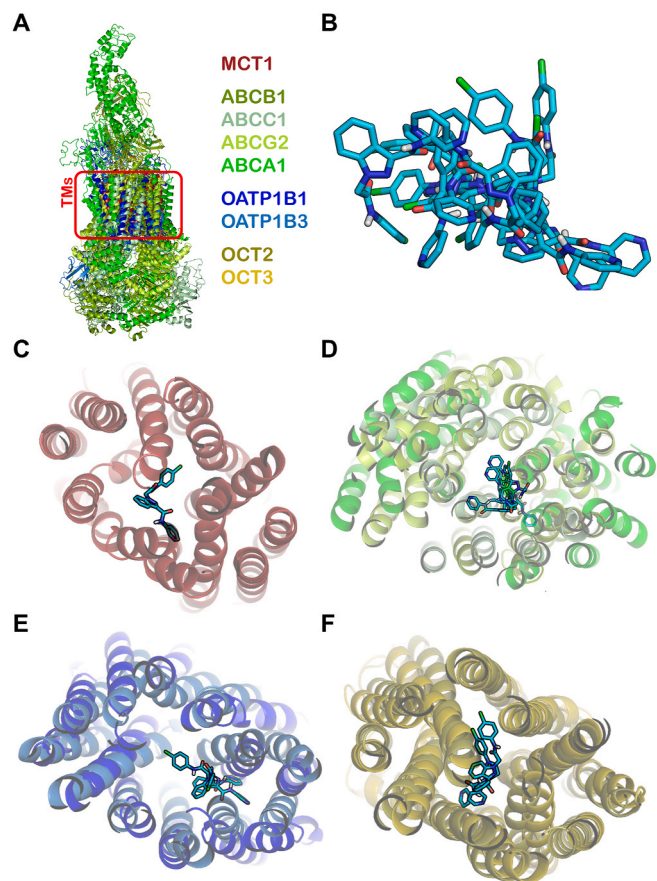 A
B
MCT1
ABCB1
ABCC1
ABCG2
ABCA1
TMs
OATP1B1
OATP1B3
OCT2
OCT3
C
D
E
F